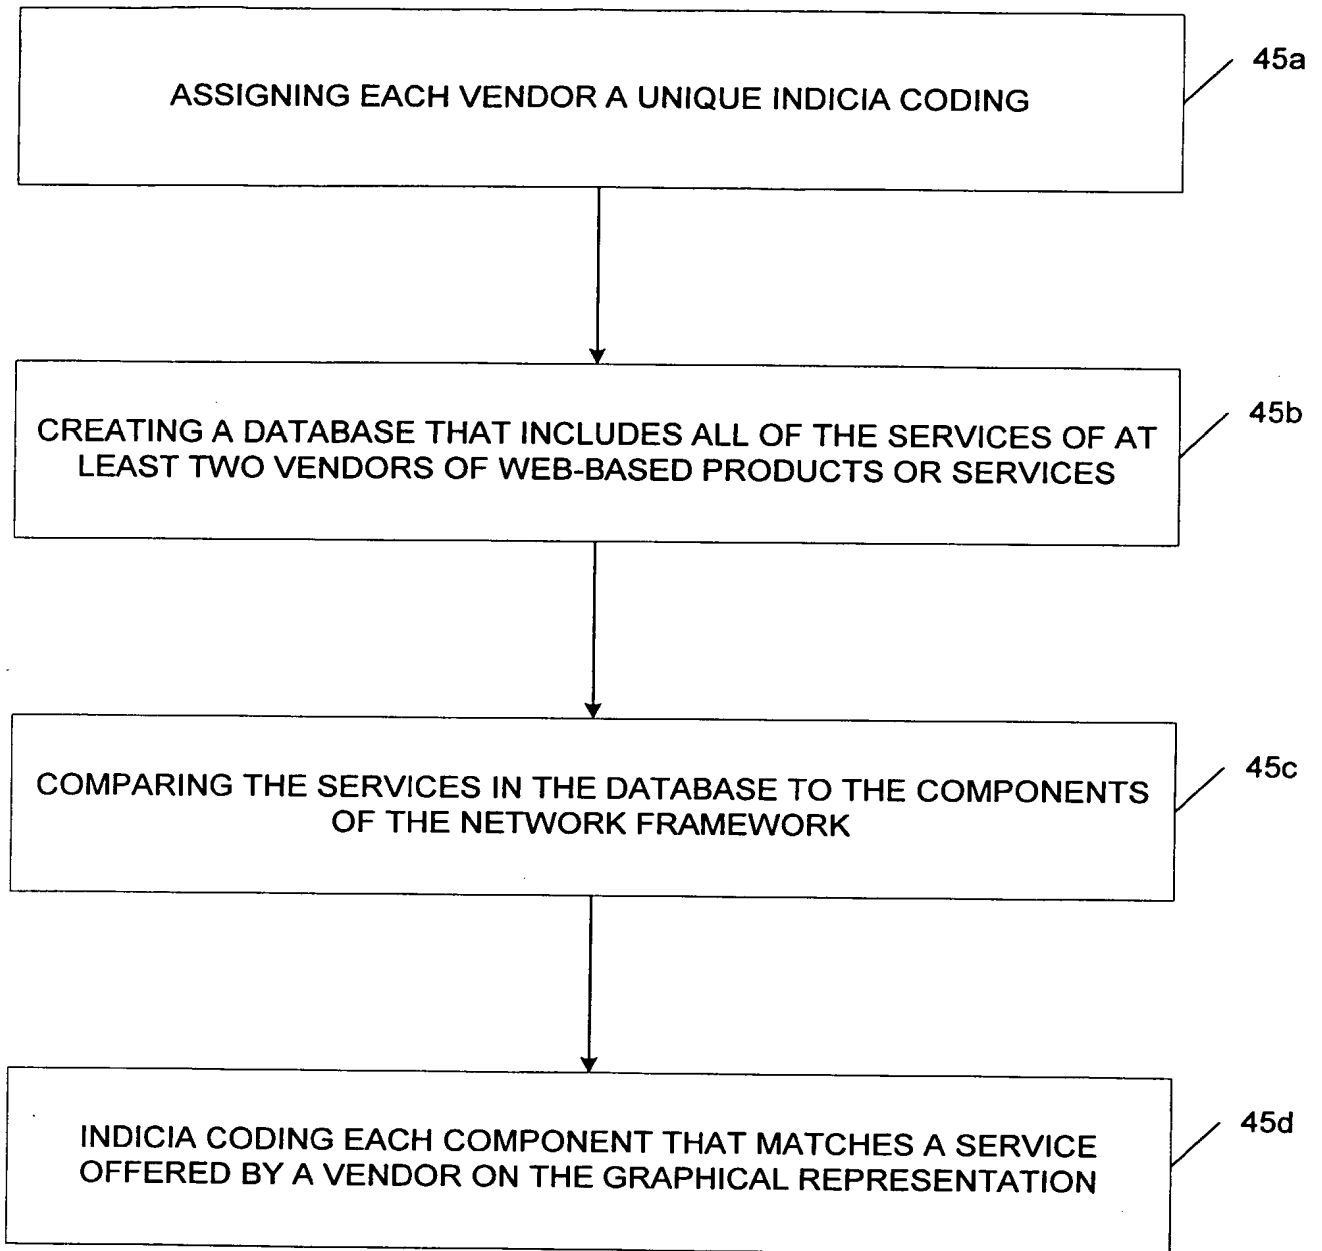 45a
ASSIGNING EACH VENDOR A UNIQUE INDICIA CODING
45b
CREATING A DATABASE THAT INCLUDES ALL OF THE SERVICES OF AT
LEAST TWO VENDORS OF WEB-BASED PRODUCTS OR SERVICES
45c
COMPARING THE SERVICES IN THE DATABASE TO THE COMPONENTS
OF THE NETWORK FRAMEWORK
45d
INDICIA CODING EACH COMPONENT THAT MATCHES A SERVICE
OFFERED BY A VENDOR ON THE GRAPHICAL REPRESENTATION